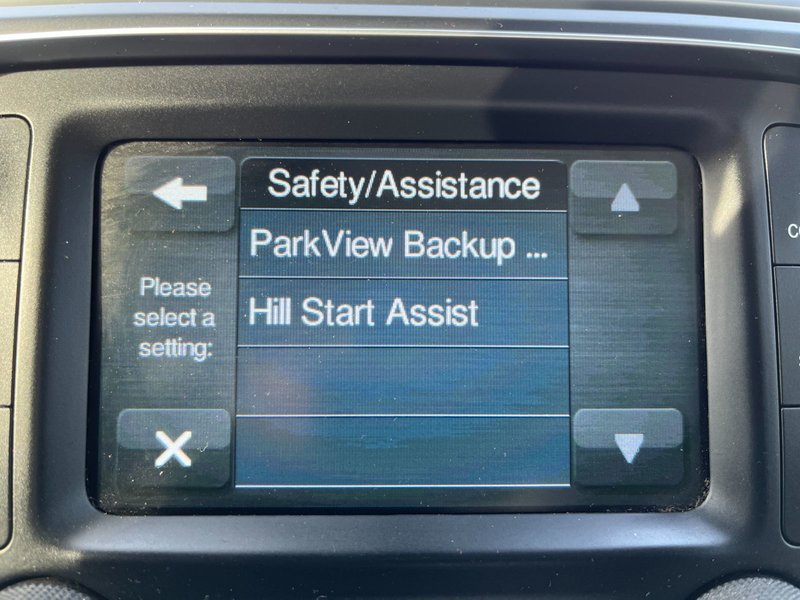 Safety/Assistance
ParkView Backup ...
Hill Start Assist
Please
select a
setting: